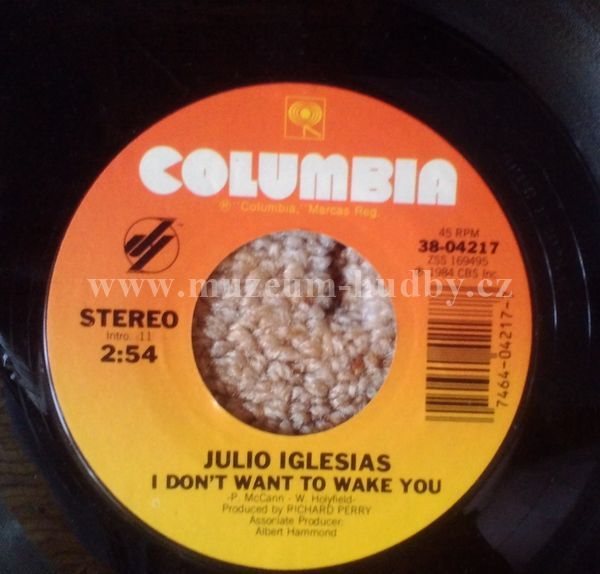 COLUMBIA
® "Columbia," Marcas Reg.
45 RPM
38-04217
ZSS 169495
℗ 1984 CBS Inc.
www.muzeum-hudby.cz
STEREO
Intro: :11
2:54
7464-04217-
JULIO IGLESIAS
I DON'T WANT TO WAKE YOU
-P. McCann - W. Holyfield-
Produced by RICHARD PERRY
Associate Producer:
Albert Hammond